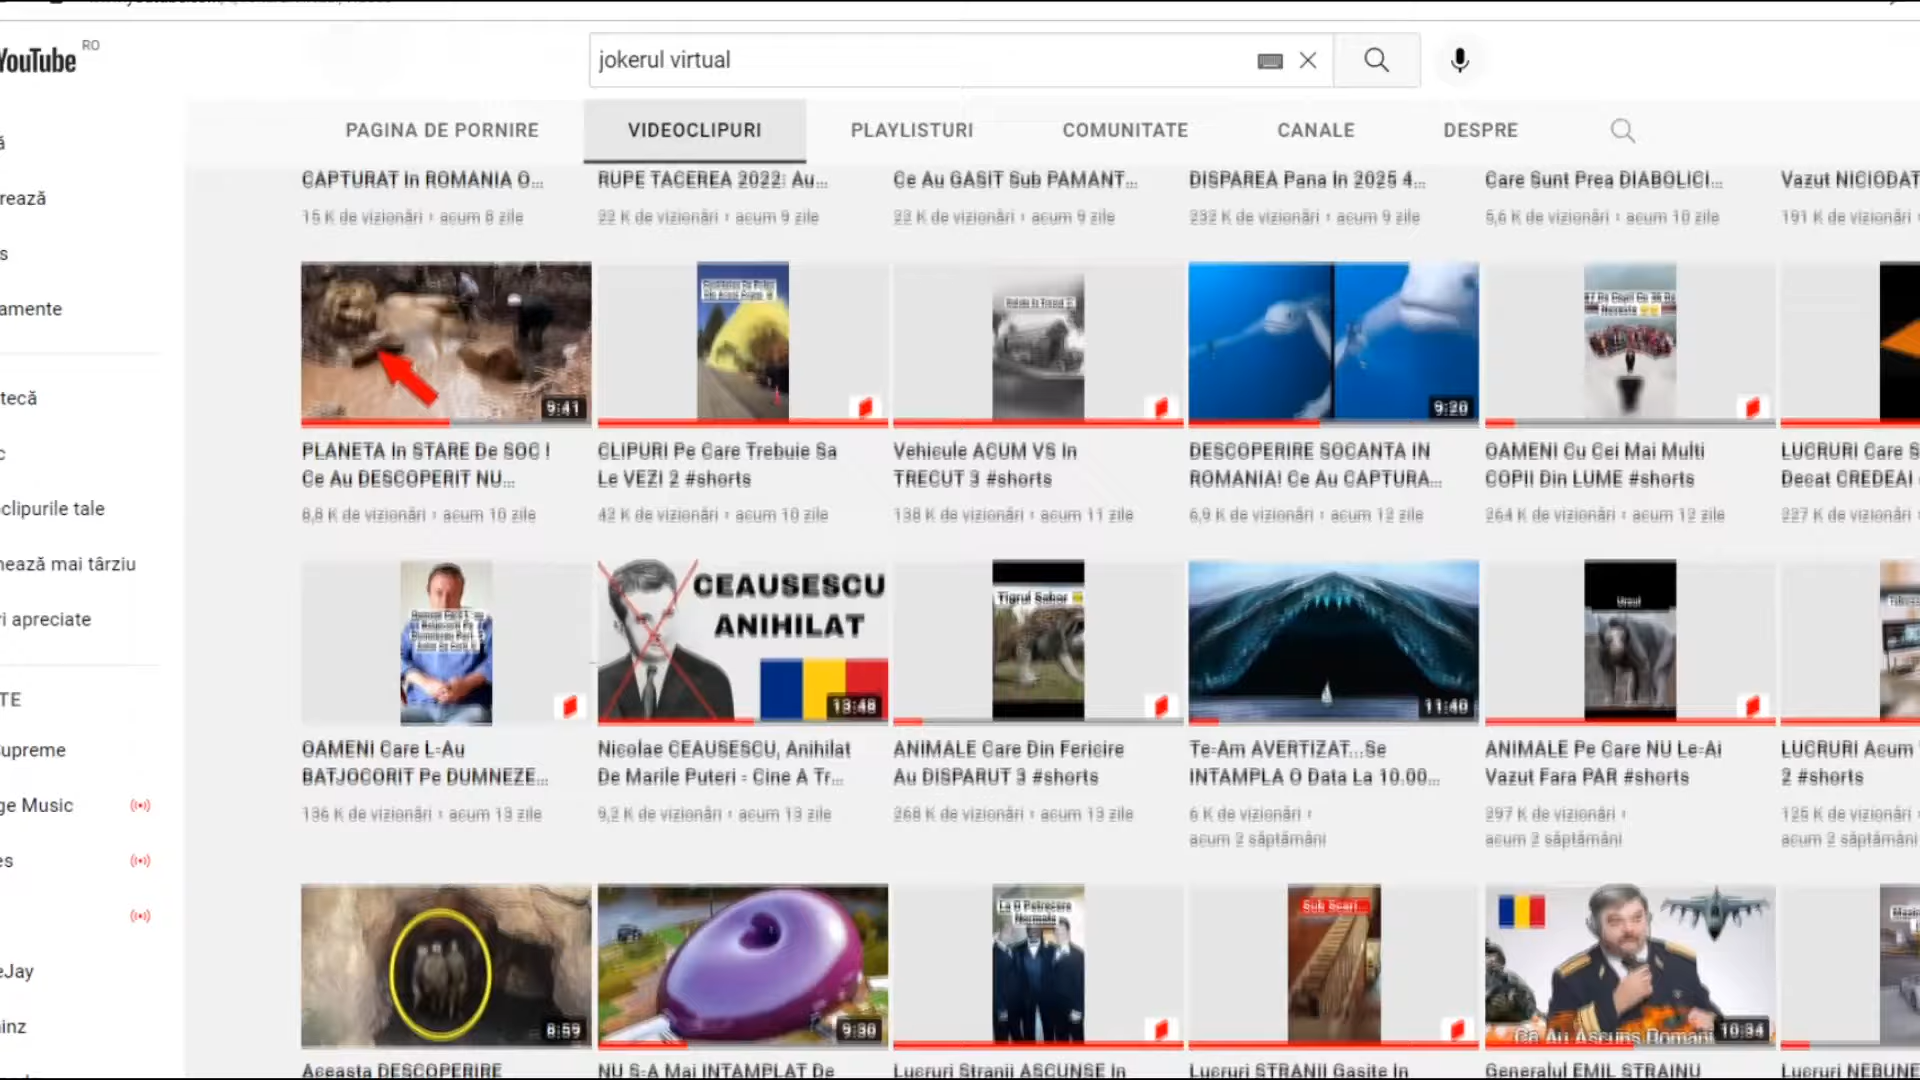 YouTube RO
jokerul virtual
PAGINA DE PORNIRE
VIDEOCLIPURI
PLAYLISTURI
COMUNITATE
CANALE
DESPRE
ă
rează
s
amente
tecă
c
clipurile tale
nează mai târziu
ri apreciate
TE
Supreme
ge Music
es
eJay
inz
CAPTURAT In ROMANIA O...
15 K de vizionări • acum 8 zile
RUPE TACEREA 2022: Au...
22 K de vizionări • acum 9 zile
Ce Au GASIT Sub PAMANT...
22 K de vizionări • acum 9 zile
DISPAREA Pana In 2025 4...
232 K de vizionări • acum 9 zile
Care Sunt Prea DIABOLICI...
5,6 K de vizionări • acum 10 zile
Vazut NICIODAT
191 K de vizionări
9:41
PLANETA In STARE De SOC !
Ce Au DESCOPERIT NU...
8,8 K de vizionări • acum 10 zile
CLIPURI Pe Care Trebuie Sa
Le VEZI 2 #shorts
42 K de vizionări • acum 10 zile
Vehicule ACUM VS In
TRECUT 3 #shorts
138 K de vizionări • acum 11 zile
9:20
DESCOPERIRE SOCANTA IN
ROMANIA! Ce Au CAPTURA...
6,9 K de vizionări • acum 12 zile
OAMENI Cu Cei Mai Multi
COPII Din LUME #shorts
264 K de vizionări • acum 12 zile
LUCRURI Care S
Decat CREDEAI
227 K de vizionări
OAMENI Care L-Au
BATJOCORIT Pe DUMNEZE...
136 K de vizionări • acum 13 zile
CEAUSESCU
ANIHILAT
13:48
Nicolae CEAUSESCU, Anihilat
De Marile Puteri - Cine A Tr...
9,2 K de vizionări • acum 13 zile
Tigrul Sabor
ANIMALE Care Din Fericire
Au DISPARUT 3 #shorts
268 K de vizionări • acum 13 zile
11:40
Te-Am AVERTIZAT...Se
INTAMPLA O Data La 10.00...
6 K de vizionări •
acum 2 săptămâni
Ursul
ANIMALE Pe Care NU Le-Ai
Vazut Fara PAR #shorts
297 K de vizionări •
acum 2 săptămâni
LUCRURI Acum
2 #shorts
125 K de vizionări
acum 2 săptămâni
8:59
Aceasta DESCOPERIRE
9:30
NU S-A Mai INTAMPLAT De
La O Petrecere
Normala
Lucruri Stranii ASCUNSE In
Sub Scari...
Lucruri STRANII Gasite In
Ce Au Ascuns Domani
10:34
Generalul EMIL STRAINU
Lucruri NEBUNE